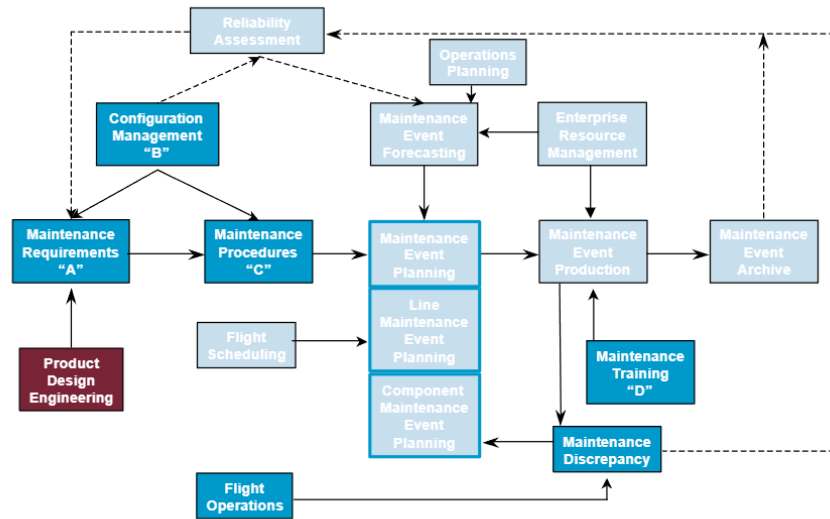 Reliability
Assessment
Operations
Planning
Configuration
Management
“B”
Maintenance
Event
Forecasting
Enterprise
Resource
Management
Maintenance
Requirements
“A”
Maintenance
Procedures
“C”
Maintenance
Event
Planning
Maintenance
Event
Production
Maintenance
Event
Archive
Line
Maintenance
Event
Planning
Flight
Scheduling
Product
Design
Engineering
Component
Maintenance
Event
Planning
Maintenance
Training
“D”
Maintenance
Discrepancy
Flight
Operations